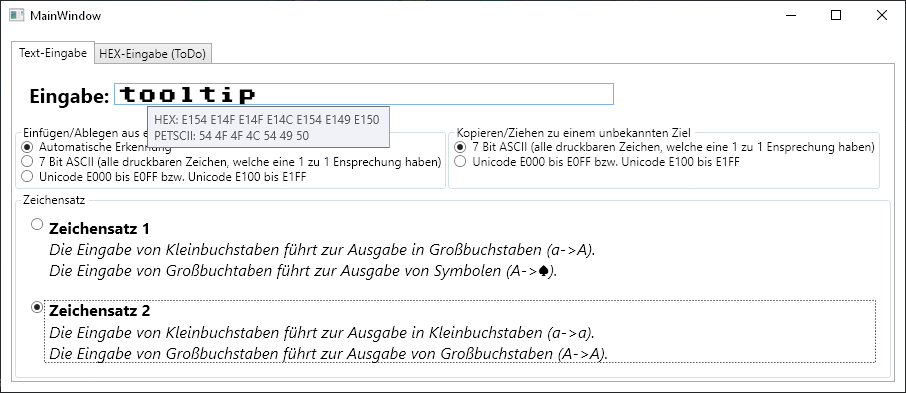 MainWindow
Text-Eingabe
HEX-Eingabe (ToDo)
Eingabe: tooltip
HEX: E154 E14F E14F E14C E154 E149 E150
PETSCII: 54 4F 4F 4C 54 49 50
Einfügen/Ablegen aus e
Automatische Erkennung
7 Bit ASCII (alle druckbaren Zeichen, welche eine 1 zu 1 Ensprechung haben)
Unicode E000 bis E0FF bzw. Unicode E100 bis E1FF
Kopieren/Ziehen zu einem unbekannten Ziel
7 Bit ASCII (alle druckbaren Zeichen, welche eine 1 zu 1 Ensprechung haben)
Unicode E000 bis E0FF bzw. Unicode E100 bis E1FF
Zeichensatz
Zeichensatz 1
Die Eingabe von Kleinbuchstaben führt zur Ausgabe in Großbuchstaben (a->A).
Die Eingabe von Großbuchtaben führt zur Ausgabe von Symbolen (A->♠).
Zeichensatz 2
Die Eingabe von Kleinbuchstaben führt zur Ausgabe in Kleinbuchstaben (a->a).
Die Eingabe von Großbuchstaben führt zur Ausgabe von Großbuchstaben (A->A).